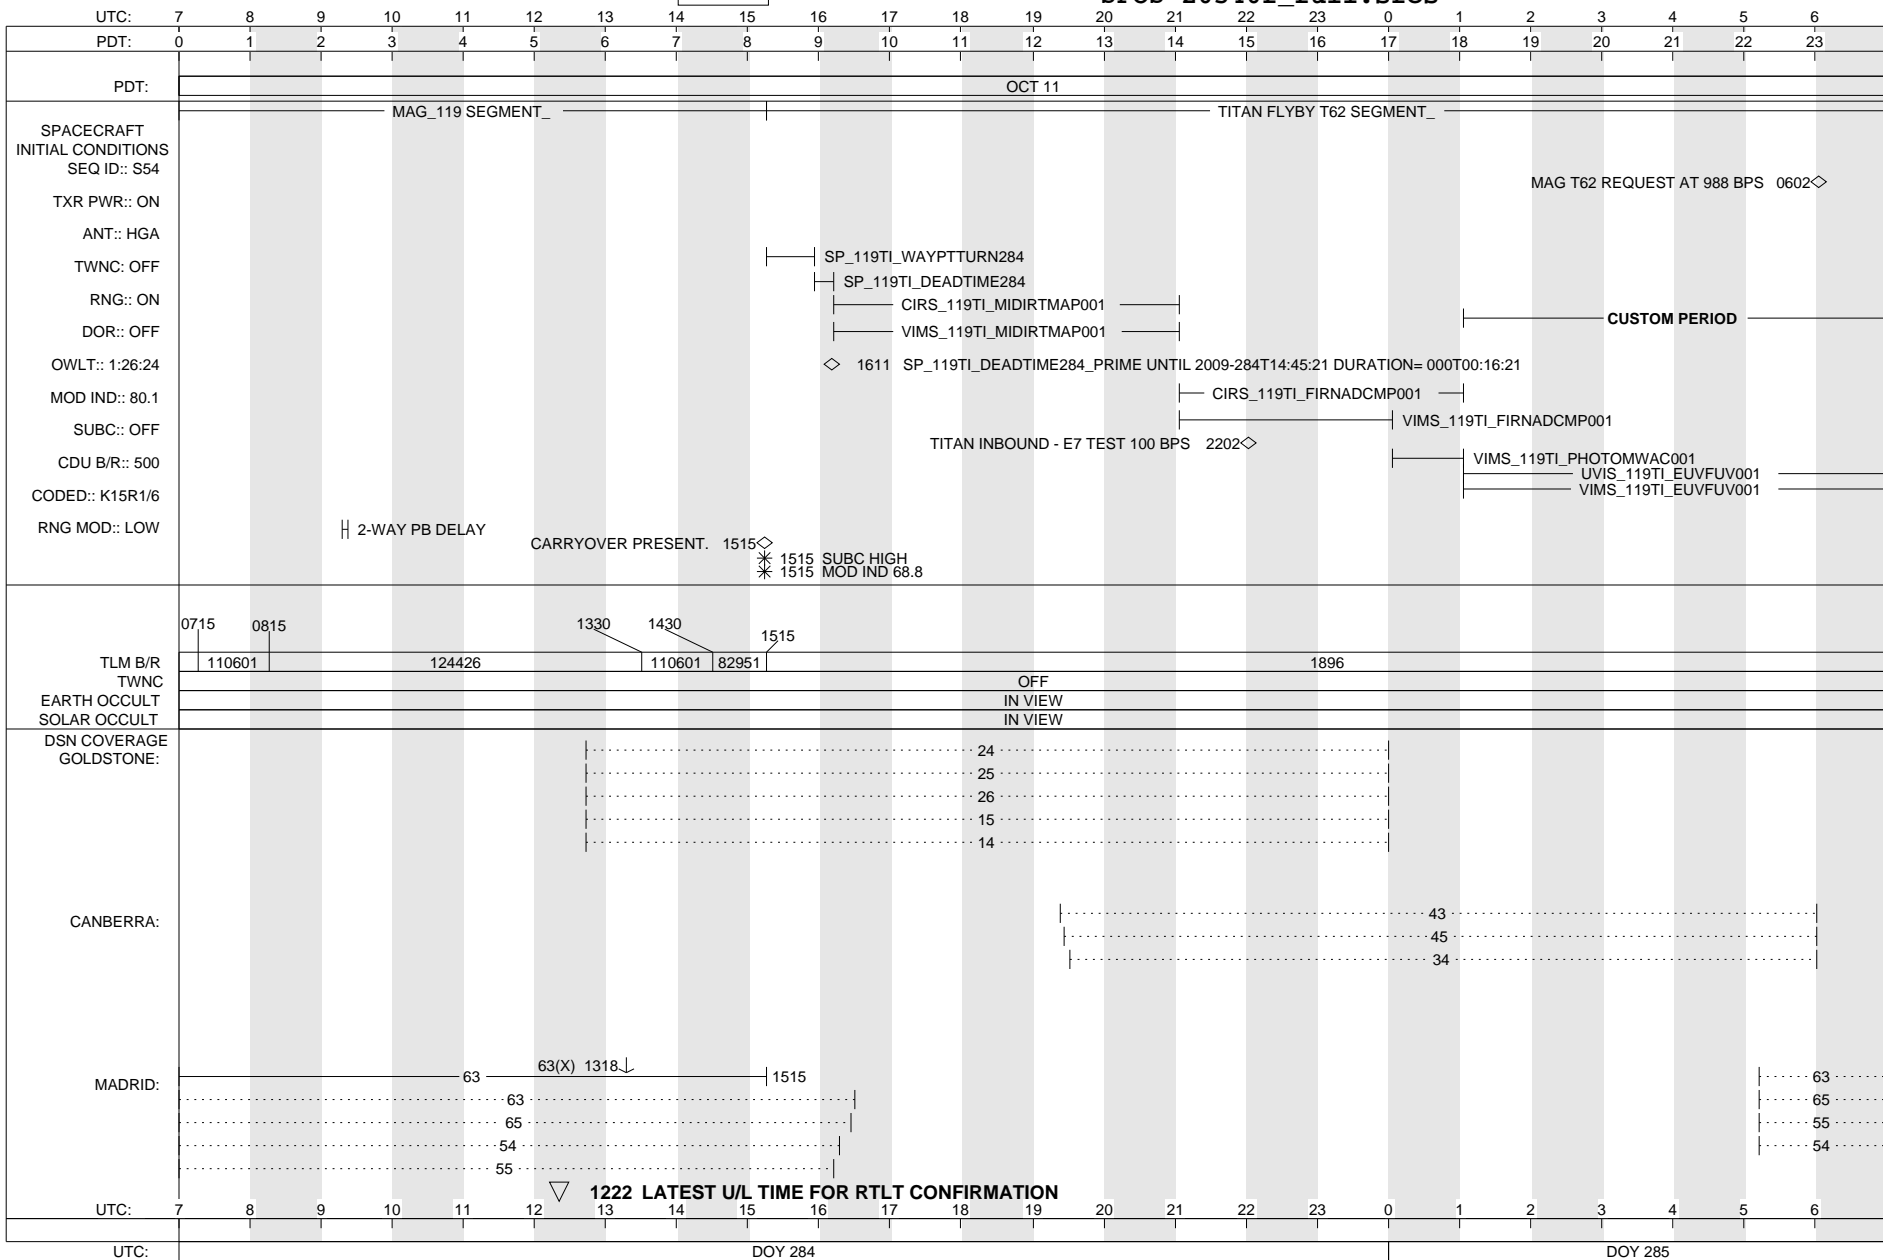 UTC: 7 8 9 10 11 12 13 14 15 16 17 18 19 20 21 22 23 0 1 2 3 4 5 6
PDT: 0 1 2 3 4 5 6 7 8 9 10 11 12 13 14 15 16 17 18 19 20 21 22 23
PDT: OCT 11
MAG_119 SEGMENT_ TITAN FLYBY T62 SEGMENT_
SPACECRAFT
INITIAL CONDITIONS
SEQ ID:: S54
MAG T62 REQUEST AT 988 BPS 0602
TXR PWR:: ON
ANT:: HGA
SP_119TI_WAYPTTURN284
TWNC: OFF
SP_119TI_DEADTIME284
RNG:: ON
CIRS_119TI_MIDIRTMAP001
CUSTOM PERIOD
DOR:: OFF
VIMS_119TI_MIDIRTMAP001
OWLT:: 1:26:24
1611 SP_119TI_DEADTIME284_PRIME UNTIL 2009-284T14:45:21 DURATION= 000T00:16:21
MOD IND:: 80.1
CIRS_119TI_FIRNADCMP001
VIMS_119TI_FIRNADCMP001
SUBC:: OFF
TITAN INBOUND - E7 TEST 100 BPS 2202
CDU B/R:: 500
VIMS_119TI_PHOTOMWAC001
UVIS_119TI_EUVFUV001
VIMS_119TI_EUVFUV001
CODED:: K15R1/6
RNG MOD:: LOW
2-WAY PB DELAY
CARRYOVER PRESENT. 1515
1515 SUBC HIGH
1515 MOD IND 68.8
0715 0815 1330 1430 1515
TLM B/R 110601 124426 110601 82951 1896
TWNC OFF
EARTH OCCULT IN VIEW
SOLAR OCCULT IN VIEW
DSN COVERAGE
GOLDSTONE:
24
25
26
15
14
CANBERRA:
43
45
34
63(X) 1318
MADRID:
63 1515 63
63 65
65 55
54 54
55
1222 LATEST U/L TIME FOR RTLT CONFIRMATION
UTC: 7 8 9 10 11 12 13 14 15 16 17 18 19 20 21 22 23 0 1 2 3 4 5 6
UTC: DOY 284 DOY 285